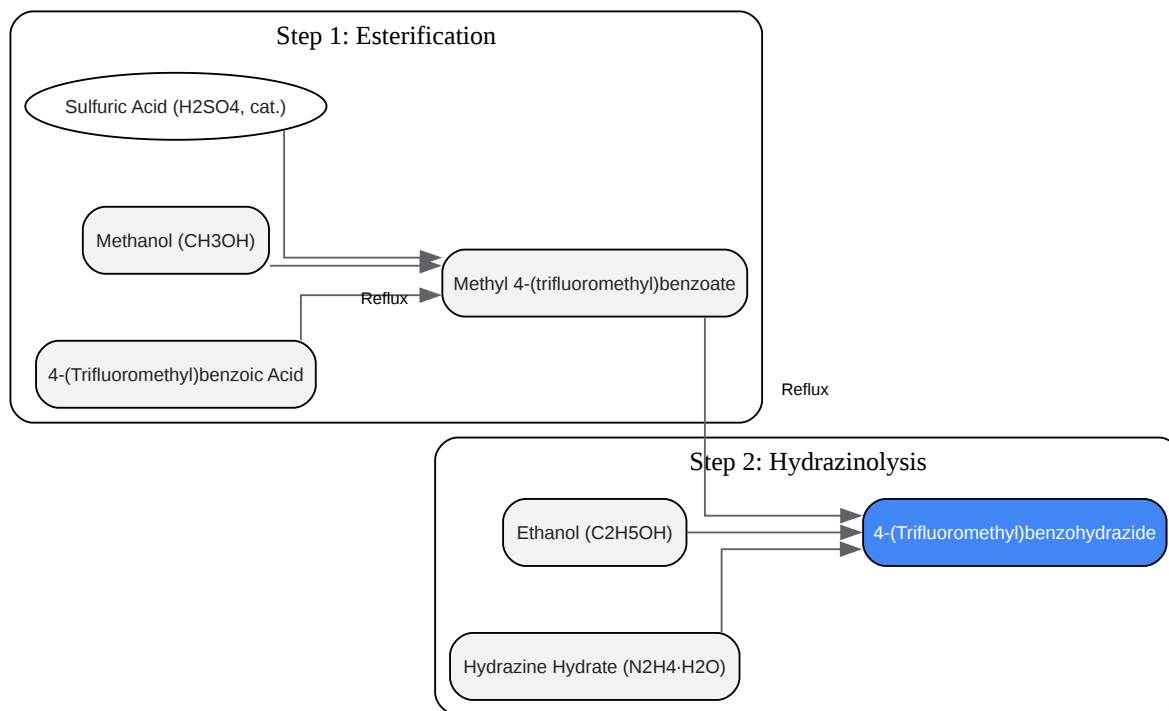 Step 1: Esterification
Sulfuric Acid (H2SO4, cat.)
Methanol (CH3OH)
Methyl 4-(trifluoromethyl)benzoate
Reflux
4-(Trifluoromethyl)benzoic Acid
Reflux
Step 2: Hydrazinolysis
Ethanol (C2H5OH)
4-(Trifluoromethyl)benzohydrazide
Hydrazine Hydrate (N2H4·H2O)